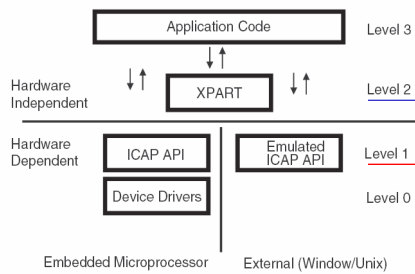 Application Code
Level 3
Hardware
Independent
XPART
Level 2
Hardware
Dependent
ICAP API
Emulated
ICAP API
Level 1
Device Drivers
Level 0
Embedded Microprocessor
External (Window/Unix)